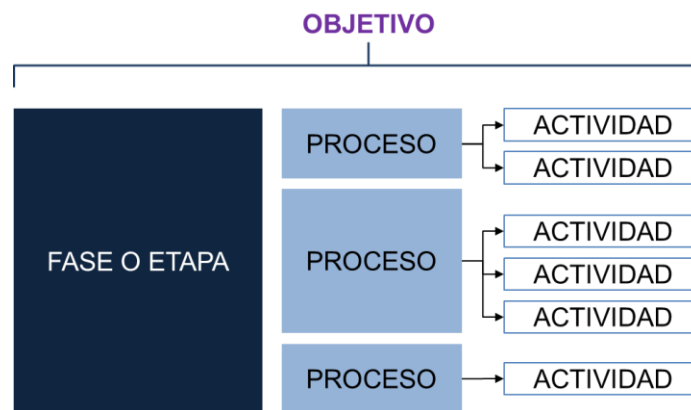 OBJETIVO
FASE O ETAPA
PROCESO
ACTIVIDAD
ACTIVIDAD
PROCESO
ACTIVIDAD
ACTIVIDAD
ACTIVIDAD
PROCESO
ACTIVIDAD